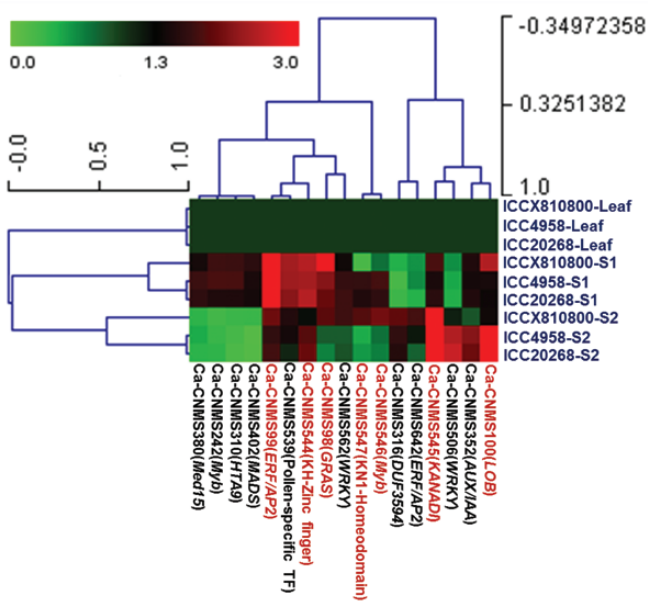 0.0 1.3 3.0
-0.34972358
0.3251382
1.0
-0.0 0.5 1.0
ICCX810800-Leaf
ICC4958-Leaf
ICC20268-Leaf
ICCX810800-S1
ICC4958-S1
ICC20268-S1
ICCX810800-S2
ICC4958-S2
ICC20268-S2
Ca-CNMS380(Med15)
Ca-CNMS242(Myb)
Ca-CNMS310(HTA9)
Ca-CNMS402(MADS)
Ca-CNMS99(ERF/AP2)
Ca-CNMS539(Pollen-specific TF)
Ca-CNMS544(KH-Zinc finger)
Ca-CNMS98(GRAS)
Ca-CNMS562(WRKY)
Ca-CNMS547(KN1-Homeodomain)
Ca-CNMS546(Myb)
Ca-CNMS316(DUF3594)
Ca-CNMS642(ERF/AP2)
Ca-CNMS545(KANADI)
Ca-CNMS506(WRKY)
Ca-CNMS352(AUX/IAA)
Ca-CNMS100(LOB)